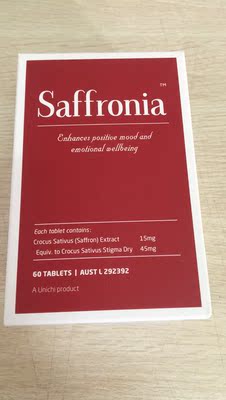 Saffronia™
Enhances positive mood and
emotional wellbeing
Each tablet contains:
Crocus Sativus (Saffron) Extract 15mg
Equiv. to Crocus Sativus Stigma Dry 45mg
60 TABLETS | AUST L 292392
A Unichi product